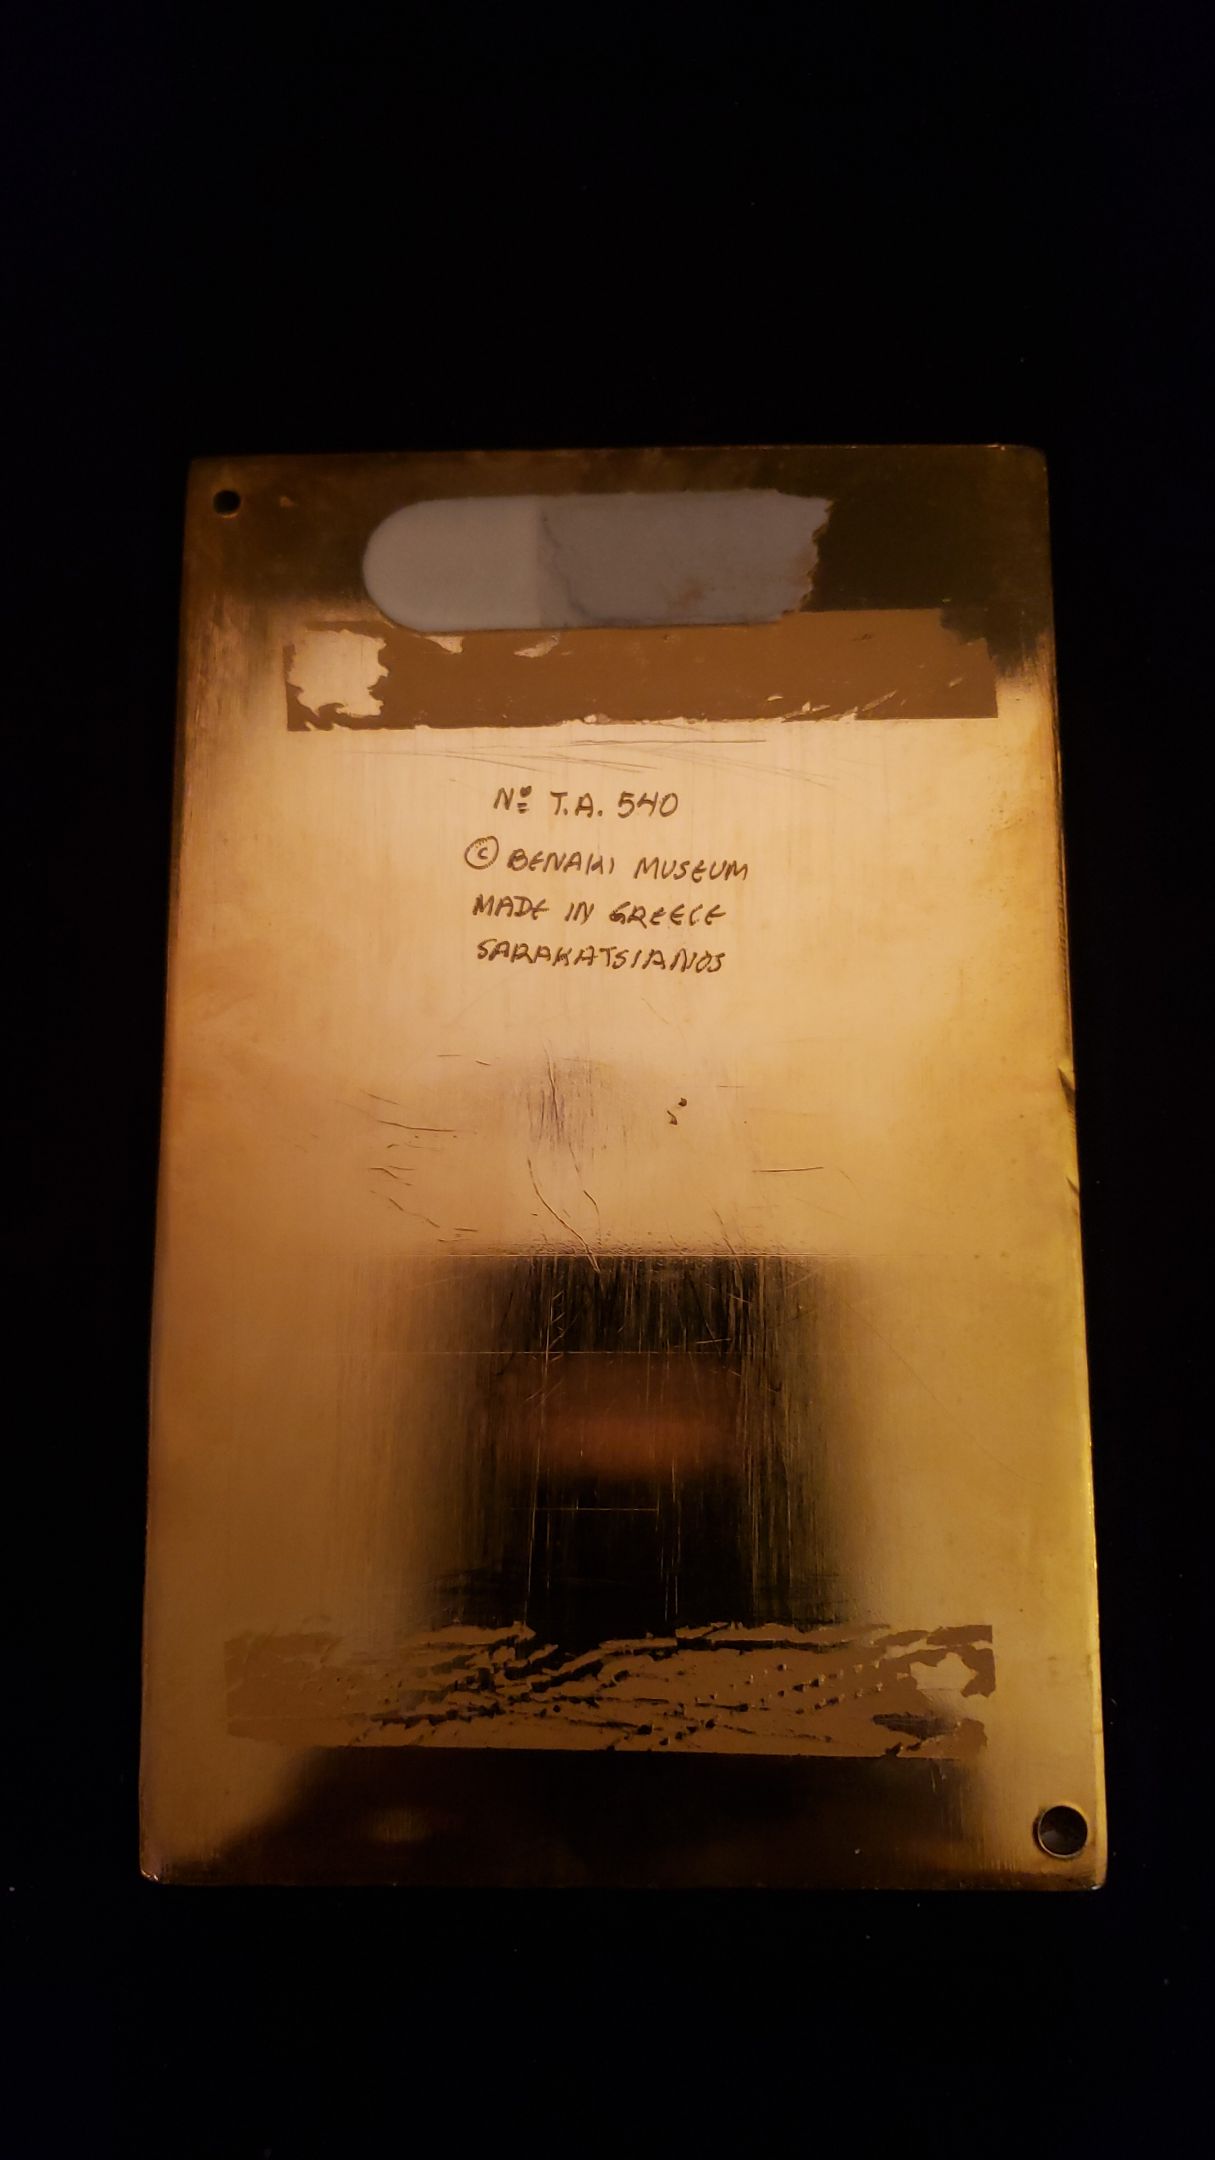 Nº T.A. 540
© BENAKI MUSEUM
MADE IN GREECE
SARAKATSIANOS